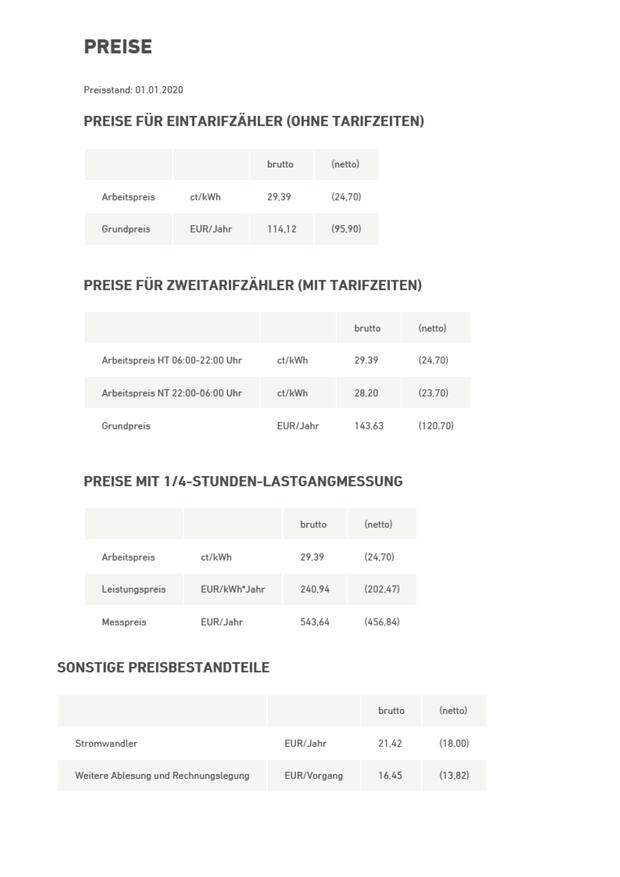 PREISE
Preisstand: 01.01.2020
PREISE FÜR EINTARIFZÄHLER (OHNE TARIFZEITEN)
brutto (netto)
Arbeitspreis ct/kWh 29,39 (24,70)
Grundpreis EUR/Jahr 114,12 (95,90)
PREISE FÜR ZWEITARIFZÄHLER (MIT TARIFZEITEN)
brutto (netto)
Arbeitspreis HT 06:00-22:00 Uhr ct/kWh 29,39 (24,70)
Arbeitspreis NT 22:00-06:00 Uhr ct/kWh 28,20 (23,70)
Grundpreis EUR/Jahr 143,63 (120,70)
PREISE MIT 1/4-STUNDEN-LASTGANGMESSUNG
brutto (netto)
Arbeitspreis ct/kWh 29,39 (24,70)
Leistungspreis EUR/kWh*Jahr 240,94 (202,47)
Messpreis EUR/Jahr 543,64 (456,84)
SONSTIGE PREISBESTANDTEILE
brutto (netto)
Stromwandler EUR/Jahr 21,42 (18,00)
Weitere Ablesung und Rechnungslegung EUR/Vorgang 16,45 (13,82)